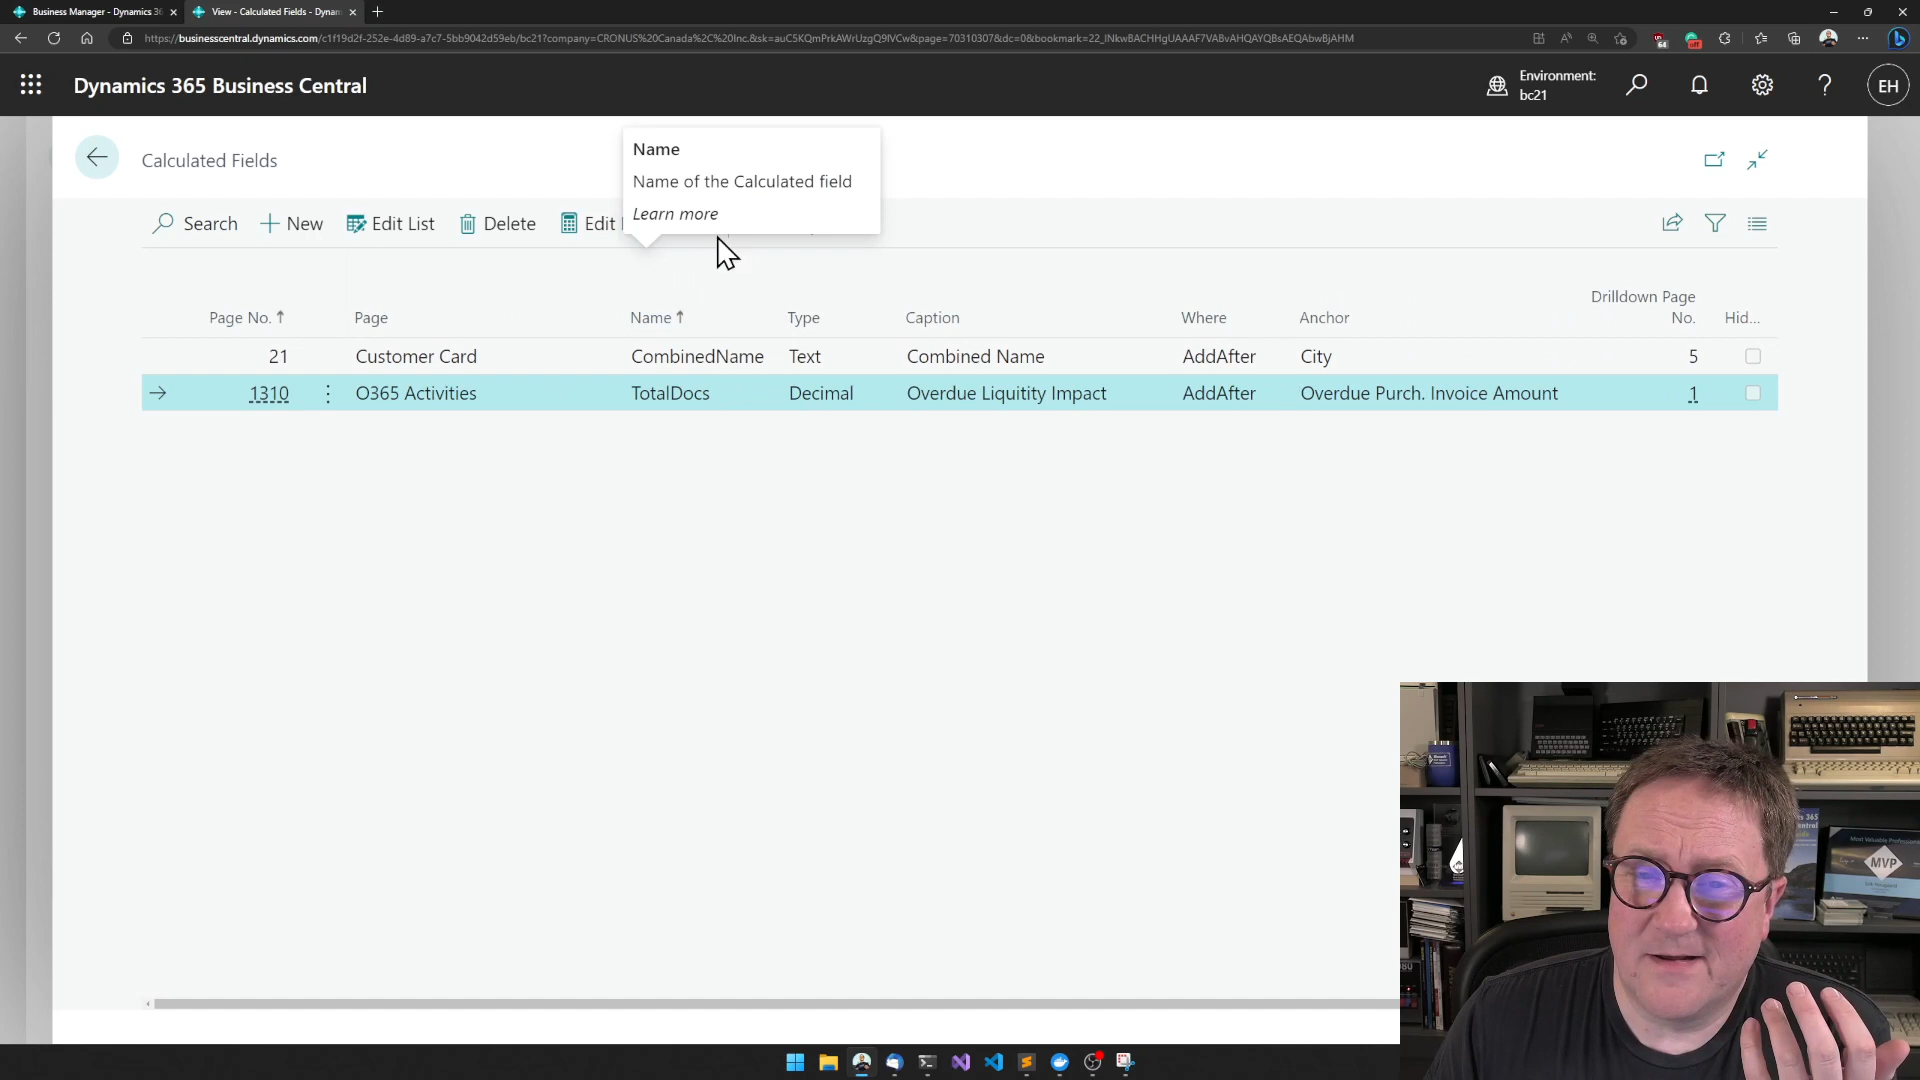 Business Manager - Dynamics 36
View - Calculated Fields - Dynam
https://businesscentral.dynamics.com/c1f19d2f-252e-4d89-a7c7-5bb9042d59eb/bc21?company=CRONUS%20Canada%2C%20Inc.&sk=auC5KQmPrkAWrUzgQ9IVCw&page=70310307&dc=0&bookmark=22_INkwBACHHgUAAAF7VABvAHQAYQBsAEQAbwBjAHM
64
off
Dynamics 365 Business Central
Environment:
bc21
EH
Calculated Fields
Name
Name of the Calculated field
Learn more
Search
New
Edit List
Delete
Edit
Drilldown Page
Page No.
Page
Name
Type
Caption
Where
Anchor
No.
Hid...
21
Customer Card
CombinedName
Text
Combined Name
AddAfter
City
5
1310
O365 Activities
TotalDocs
Decimal
Overdue Liquitity Impact
AddAfter
Overdue Purch. Invoice Amount
1
MVP